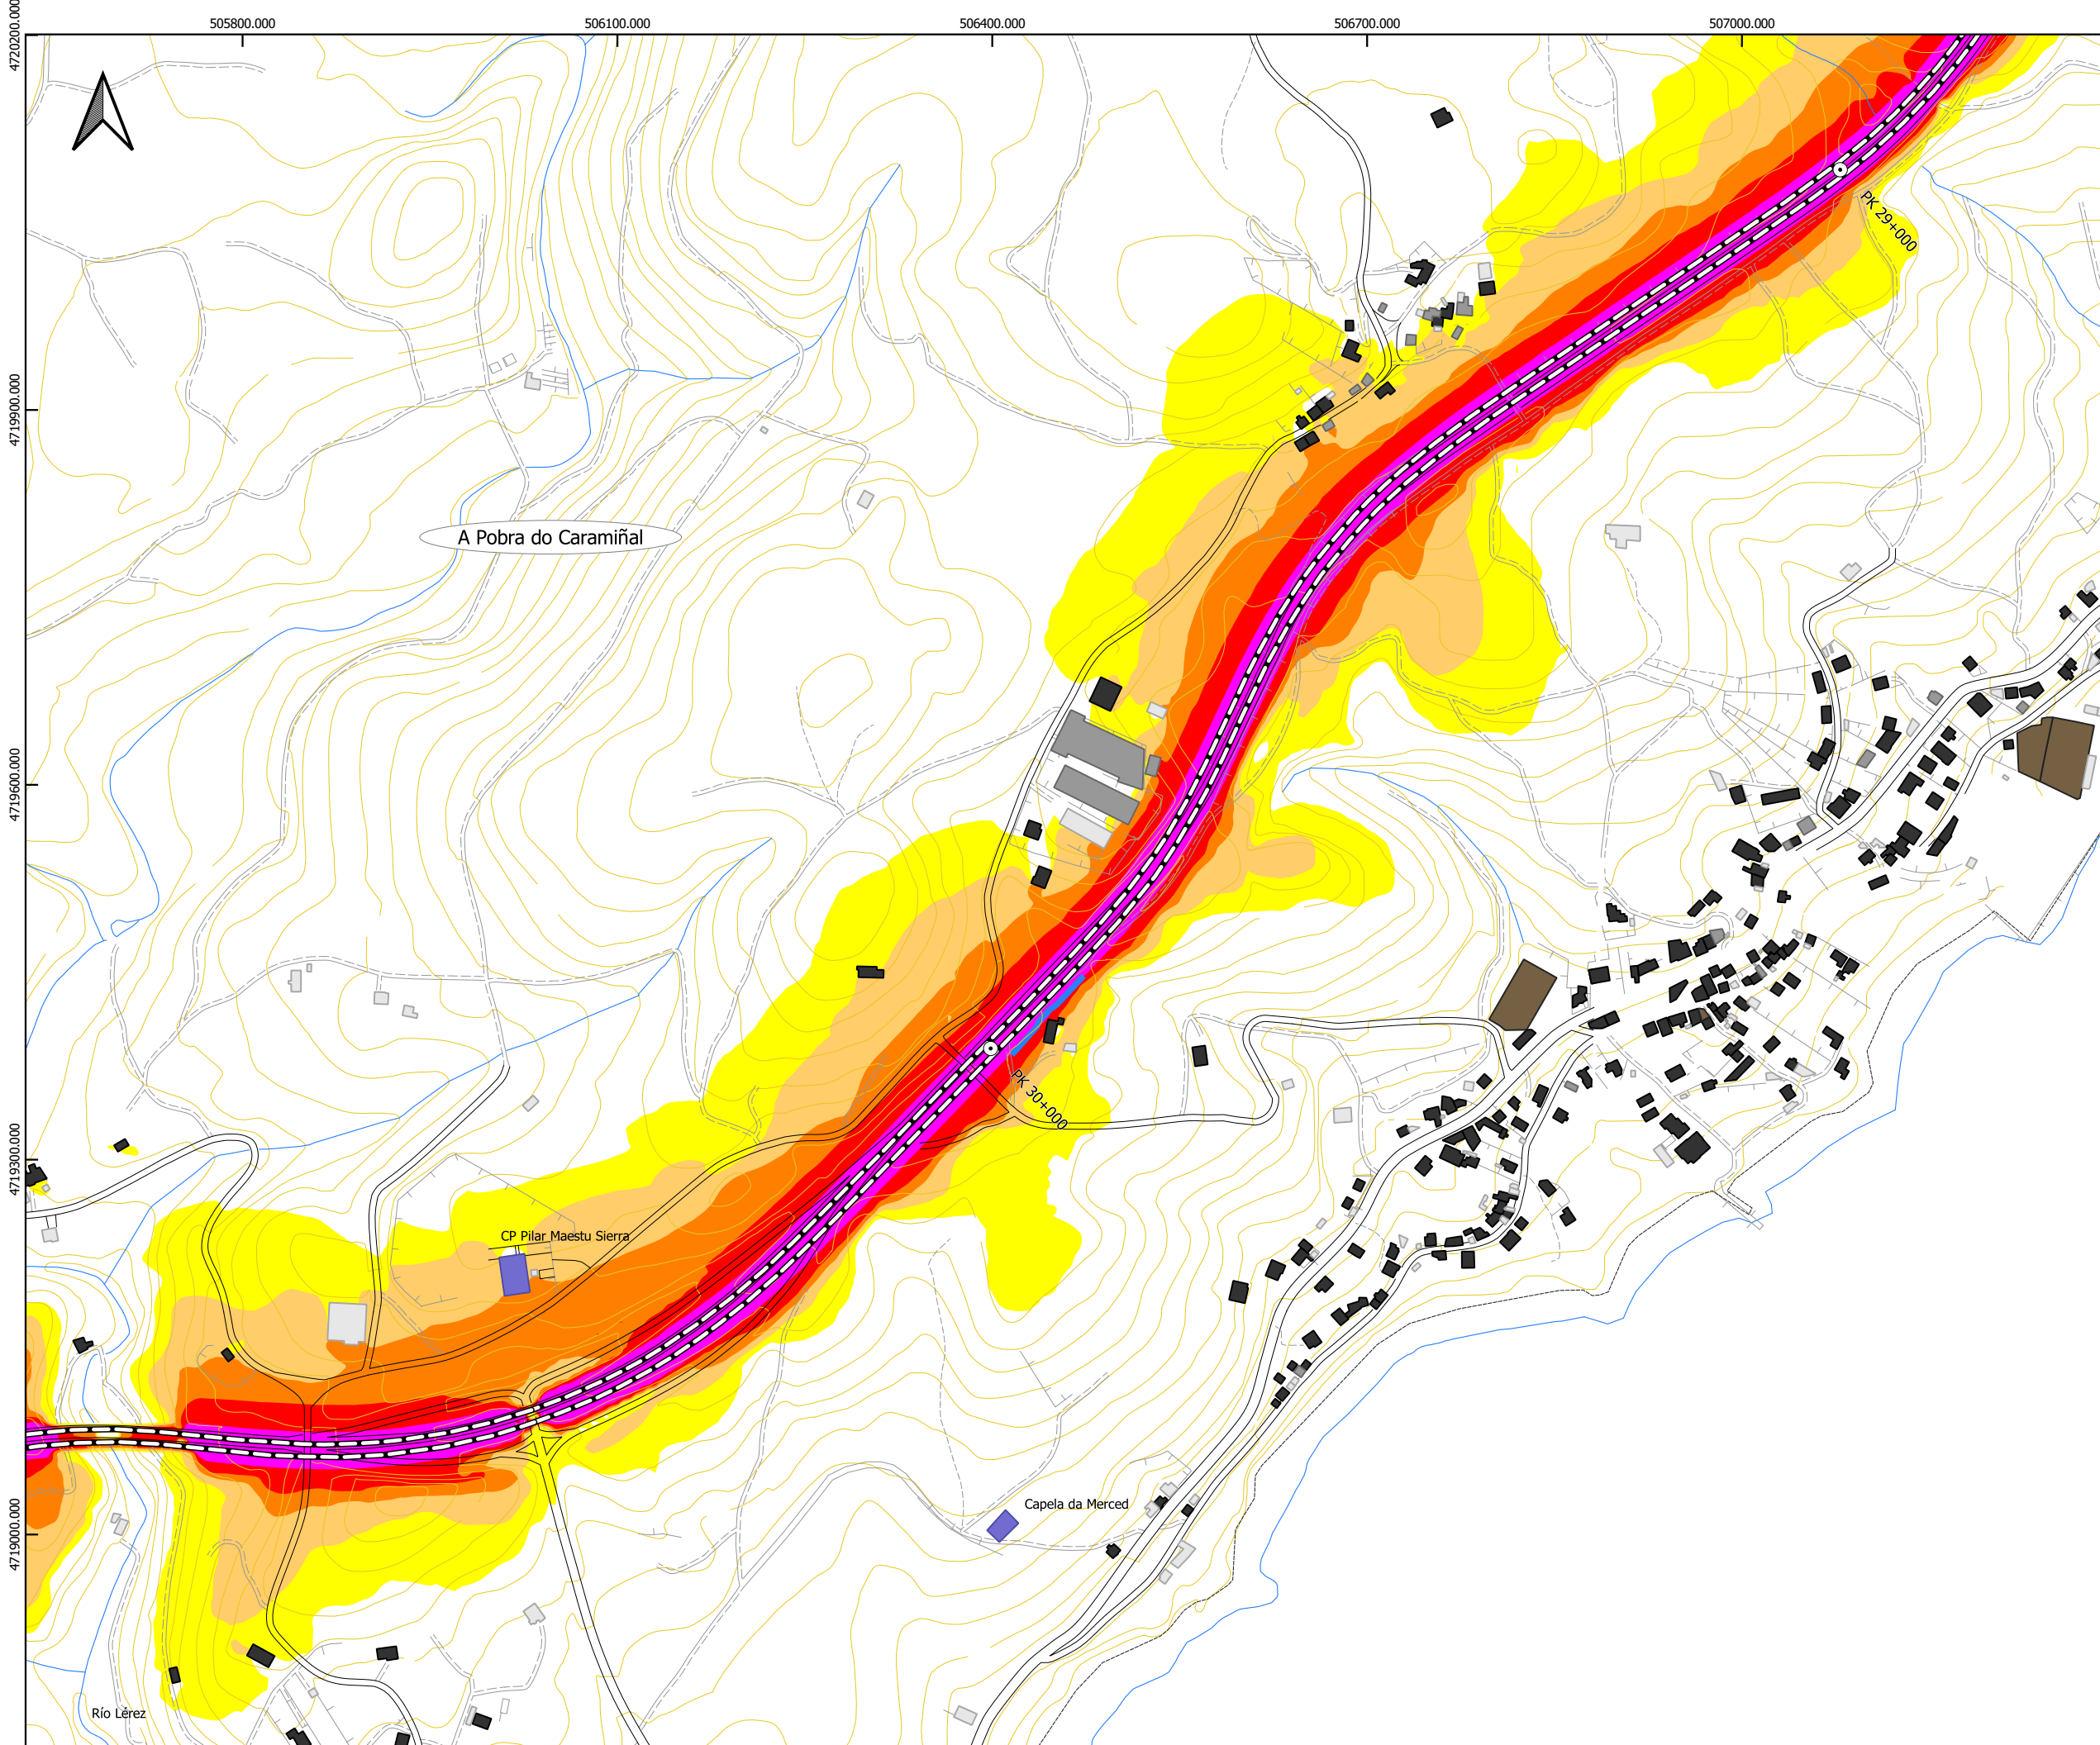 505800.000
506100.000
506400.000
506700.000
507000.000
4720200.000
4719900.000
4719600.000
4719300.000
4719000.000
PK 29+000
A Pobra do Caramiñal
PK 30+000
CP Pilar Maestu Sierra
Capela da Merced
Río Lérez